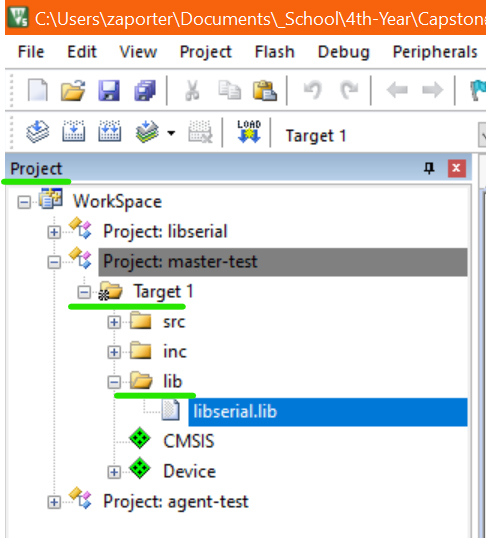 C:\Users\zaporter\Documents\_School\4th-Year\Capston
File Edit View Project Flash Debug Peripherals
LOAD
Target 1
Project
WorkSpace
Project: libserial
Project: master-test
Target 1
src
inc
lib
libserial.lib
CMSIS
Device
Project: agent-test